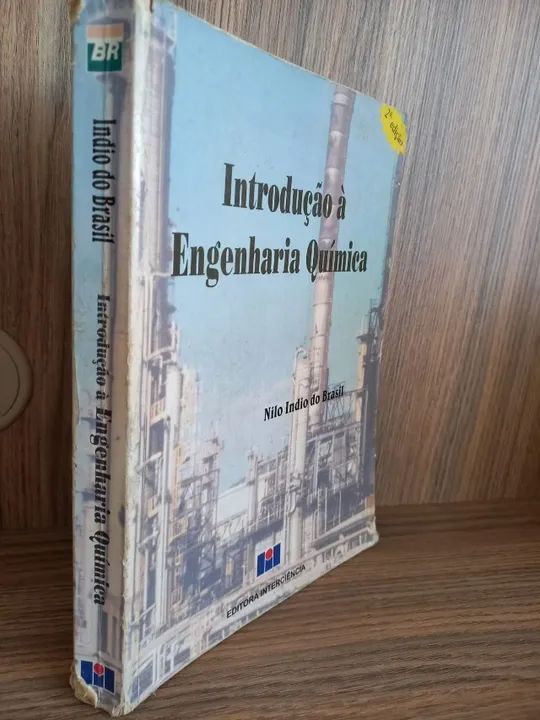 BR
Indio do Brasil
Introdução à Engenharia Química
2ª edição
Introdução à
Engenharia Química
Nilo Indio do Brasil
EDITORA INTERCIÊNCIA